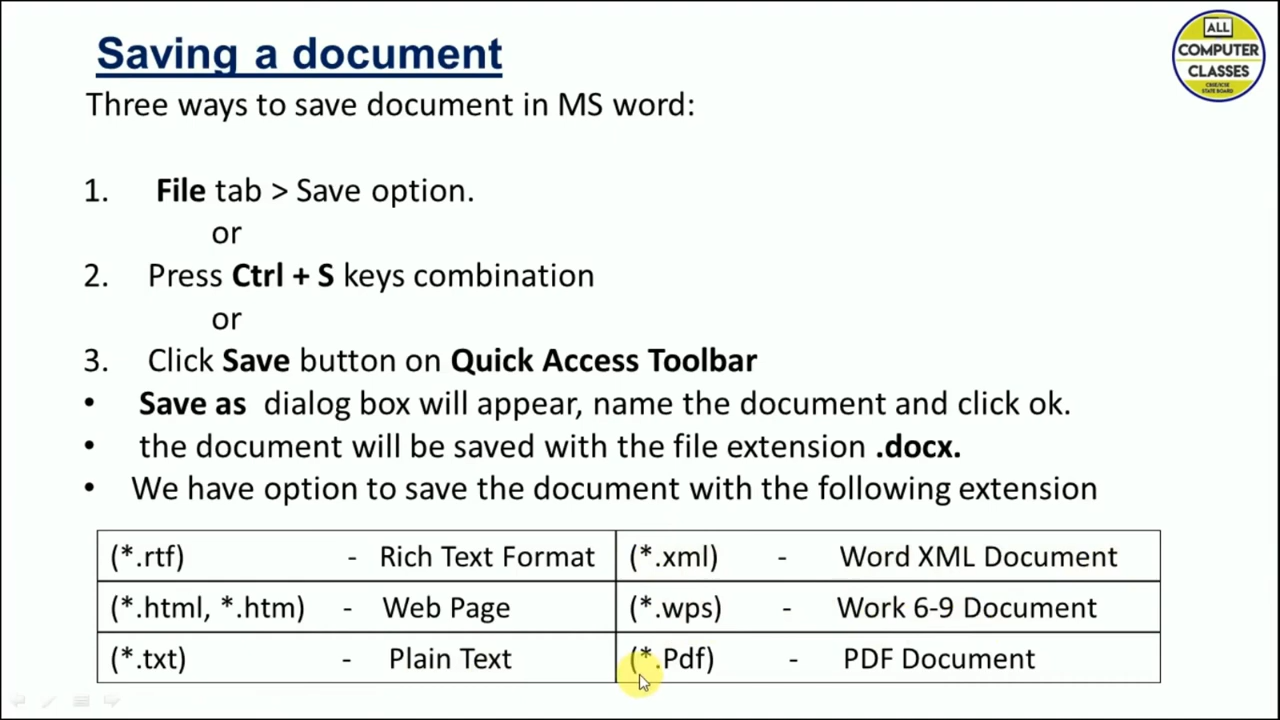 Saving a document
ALL
COMPUTER
CLASSES
CBSE/ICSE
STATE BOARD
Three ways to save document in MS word:
1. File tab > Save option.
or
2. Press Ctrl + S keys combination
or
3. Click Save button on Quick Access Toolbar
• Save as dialog box will appear, name the document and click ok.
• the document will be saved with the file extension .docx.
• We have option to save the document with the following extension
(*.rtf) - Rich Text Format (*.xml) - Word XML Document
(*.html, *.htm) - Web Page (*.wps) - Work 6-9 Document
(*.txt) - Plain Text (*.Pdf) - PDF Document